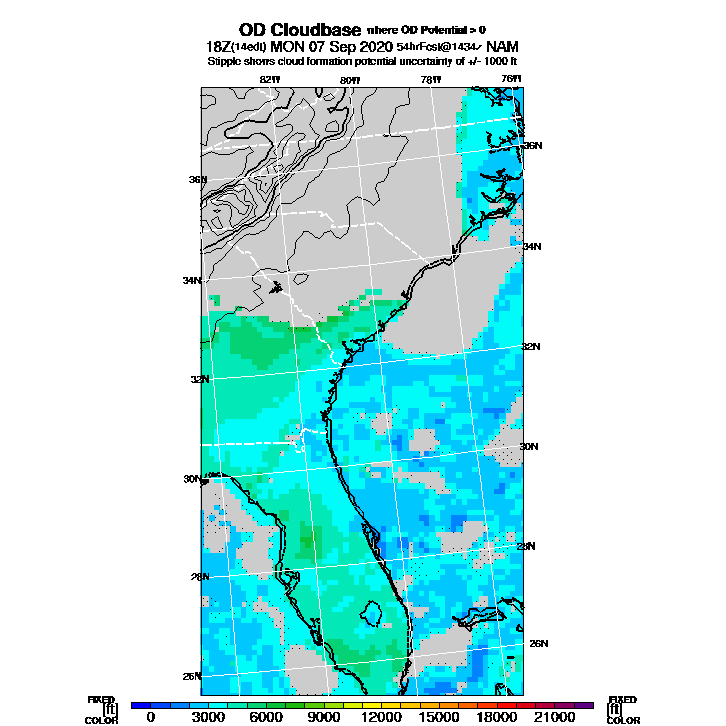 OD Cloudbase where OD Potential > 0
18Z(14edt) MON 07 Sep 2020 54hrFcst@1434z NAM
Stipple shows cloud formation potential uncertainty of +/- 1000 ft
82W 80W 78W 76W
36N 36N
34N 34N
32N 32N
30N 30N
28N 28N
26N 26N
FIXED FIXED
[ft] [ft]
COLOR COLOR
0 3000 6000 9000 12000 15000 18000 21000